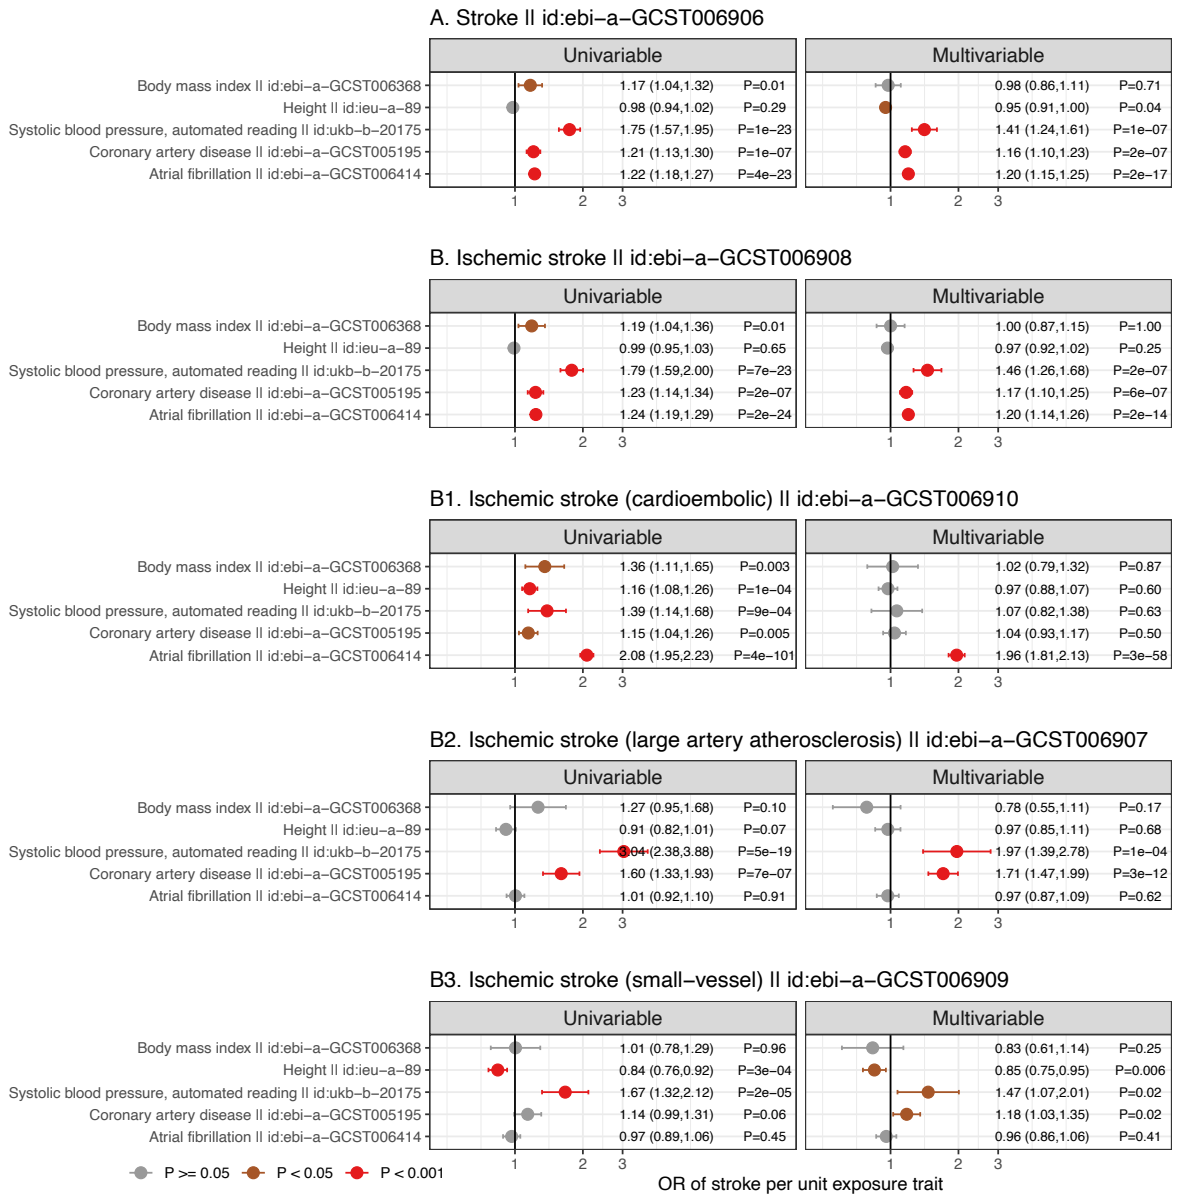 A. Stroke || id:ebi−a−GCST006906
Univariable
Multivariable
Body mass index || id:ebi−a−GCST006368 1.17 (1.04,1.32) P=0.01 0.98 (0.86,1.11) P=0.71
Height || id:ieu−a−89 0.98 (0.94,1.02) P=0.29 0.95 (0.91,1.00) P=0.04
Systolic blood pressure, automated reading || id:ukb−b−20175 1.75 (1.57,1.95) P=1e−23 1.41 (1.24,1.61) P=1e−07
Coronary artery disease || id:ebi−a−GCST005195 1.21 (1.13,1.30) P=1e−07 1.16 (1.10,1.23) P=2e−07
Atrial fibrillation || id:ebi−a−GCST006414 1.22 (1.18,1.27) P=4e−23 1.20 (1.15,1.25) P=2e−17
1 2 3 1 2 3
B. Ischemic stroke || id:ebi−a−GCST006908
Univariable
Multivariable
Body mass index || id:ebi−a−GCST006368 1.19 (1.04,1.36) P=0.01 1.00 (0.87,1.15) P=1.00
Height || id:ieu−a−89 0.99 (0.95,1.03) P=0.65 0.97 (0.92,1.02) P=0.25
Systolic blood pressure, automated reading || id:ukb−b−20175 1.79 (1.59,2.00) P=7e−23 1.46 (1.26,1.68) P=2e−07
Coronary artery disease || id:ebi−a−GCST005195 1.23 (1.14,1.34) P=2e−07 1.17 (1.10,1.25) P=6e−07
Atrial fibrillation || id:ebi−a−GCST006414 1.24 (1.19,1.29) P=2e−24 1.20 (1.14,1.26) P=2e−14
1 2 3 1 2 3
B1. Ischemic stroke (cardioembolic) || id:ebi−a−GCST006910
Univariable
Multivariable
Body mass index || id:ebi−a−GCST006368 1.36 (1.11,1.65) P=0.003 1.02 (0.79,1.32) P=0.87
Height || id:ieu−a−89 1.16 (1.08,1.26) P=1e−04 0.97 (0.88,1.07) P=0.60
Systolic blood pressure, automated reading || id:ukb−b−20175 1.39 (1.14,1.68) P=9e−04 1.07 (0.82,1.38) P=0.63
Coronary artery disease || id:ebi−a−GCST005195 1.15 (1.04,1.26) P=0.005 1.04 (0.93,1.17) P=0.50
Atrial fibrillation || id:ebi−a−GCST006414 2.08 (1.95,2.23) P=4e−101 1.96 (1.81,2.13) P=3e−58
1 2 3 1 2 3
B2. Ischemic stroke (large artery atherosclerosis) || id:ebi−a−GCST006907
Univariable
Multivariable
Body mass index || id:ebi−a−GCST006368 1.27 (0.95,1.68) P=0.10 0.78 (0.55,1.11) P=0.17
Height || id:ieu−a−89 0.91 (0.82,1.01) P=0.07 0.97 (0.85,1.11) P=0.68
Systolic blood pressure, automated reading || id:ukb−b−20175 3.04 (2.38,3.88) P=5e−19 1.97 (1.39,2.78) P=1e−04
Coronary artery disease || id:ebi−a−GCST005195 1.60 (1.33,1.93) P=7e−07 1.71 (1.47,1.99) P=3e−12
Atrial fibrillation || id:ebi−a−GCST006414 1.01 (0.92,1.10) P=0.91 0.97 (0.87,1.09) P=0.62
1 2 3 1 2 3
B3. Ischemic stroke (small−vessel) || id:ebi−a−GCST006909
Univariable
Multivariable
Body mass index || id:ebi−a−GCST006368 1.01 (0.78,1.29) P=0.96 0.83 (0.61,1.14) P=0.25
Height || id:ieu−a−89 0.84 (0.76,0.92) P=3e−04 0.85 (0.75,0.95) P=0.006
Systolic blood pressure, automated reading || id:ukb−b−20175 1.67 (1.32,2.12) P=2e−05 1.47 (1.07,2.01) P=0.02
Coronary artery disease || id:ebi−a−GCST005195 1.14 (0.99,1.31) P=0.06 1.18 (1.03,1.35) P=0.02
Atrial fibrillation || id:ebi−a−GCST006414 0.97 (0.89,1.06) P=0.45 0.96 (0.86,1.06) P=0.41
1 2 3 1 2 3
P >= 0.05 P < 0.05 P < 0.001
OR of stroke per unit exposure trait